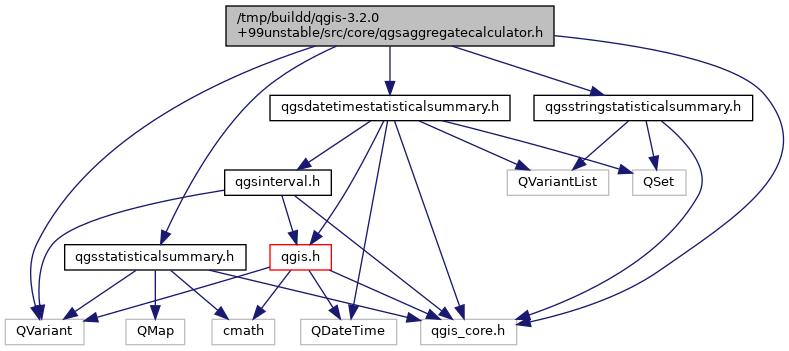 /tmp/buildd/qgis-3.2.0
+99unstable/src/core/qgsaggregatecalculator.h
qgsdatetimestatisticalsummary.h
qgsstringstatisticalsummary.h
qgsinterval.h
QVariantList
QSet
qgsstatisticalsummary.h
qgis.h
QVariant
QMap
cmath
QDateTime
qgis_core.h